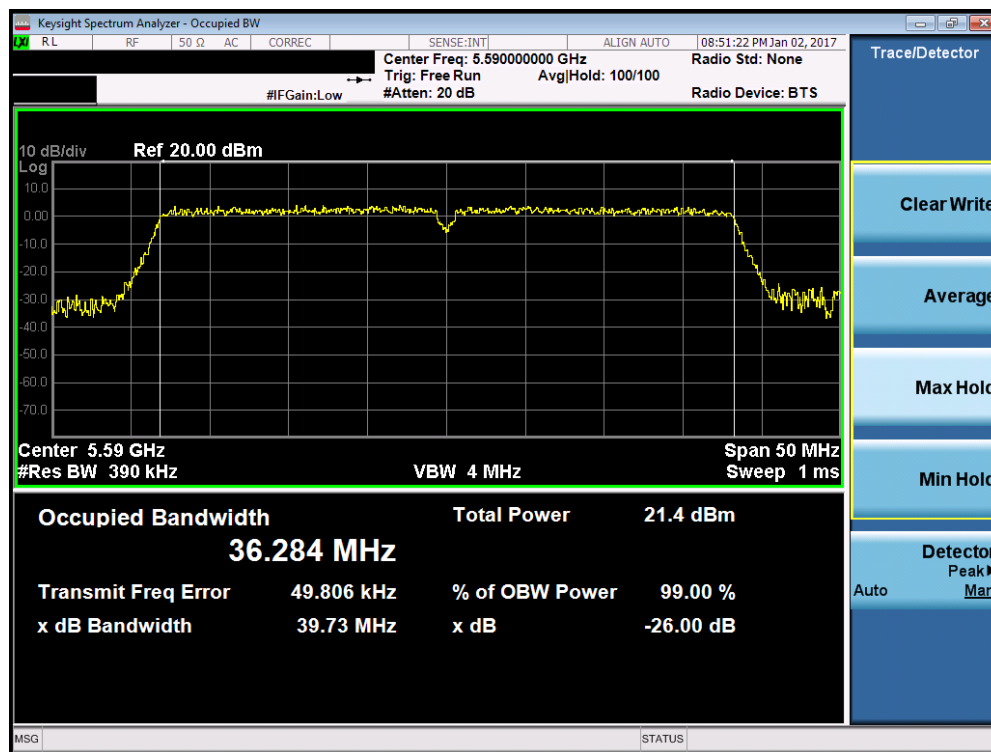 Keysight Spectrum Analyzer - Occupied BW
LXI RL RF 50 Ω AC CORREC SENSE:INT ALIGN AUTO 08:51:22 PM Jan 02, 2017
Center Freq: 5.590000000 GHz Radio Std: None
Trig: Free Run Avg|Hold: 100/100
#IFGain:Low #Atten: 20 dB Radio Device: BTS
10 dB/div Ref 20.00 dBm
Log
10.0
0.00
-10.0
-20.0
-30.0
-40.0
-50.0
-60.0
-70.0
Center 5.59 GHz Span 50 MHz
#Res BW 390 kHz VBW 4 MHz Sweep 1 ms
Occupied Bandwidth Total Power 21.4 dBm
36.284 MHz
Transmit Freq Error 49.806 kHz % of OBW Power 99.00 %
x dB Bandwidth 39.73 MHz x dB -26.00 dB
MSG STATUS
Trace/Detector
Clear Write
Average
Max Hold
Min Hold
Detector
Peak
Auto Man